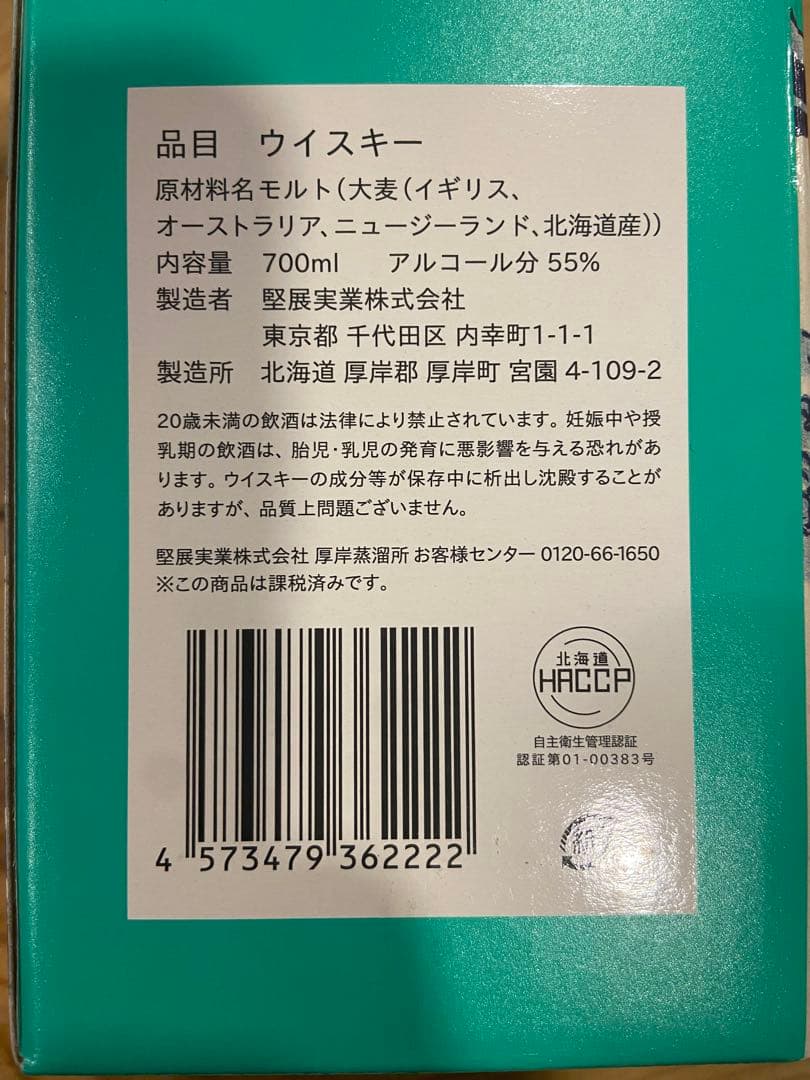 品目　ウイスキー
原材料名モルト（大麦（イギリス、
オーストラリア、ニュージーランド、北海道産））
内容量　700ml　　アルコール分 55%
製造者　堅展実業株式会社
東京都 千代田区 内幸町1-1-1
製造所　北海道 厚岸郡 厚岸町 宮園 4-109-2
20歳未満の飲酒は法律により禁止されています。妊娠中や授
乳期の飲酒は、胎児・乳児の発育に悪影響を与える恐れがあ
ります。ウイスキーの成分等が保存中に析出し沈殿することが
ありますが、品質上問題ございません。
堅展実業株式会社 厚岸蒸溜所 お客様センター 0120-66-1650
※この商品は課税済みです。
北海道
HACCP
自主衛生管理認証
認証第01-00383号
4 573479 362222